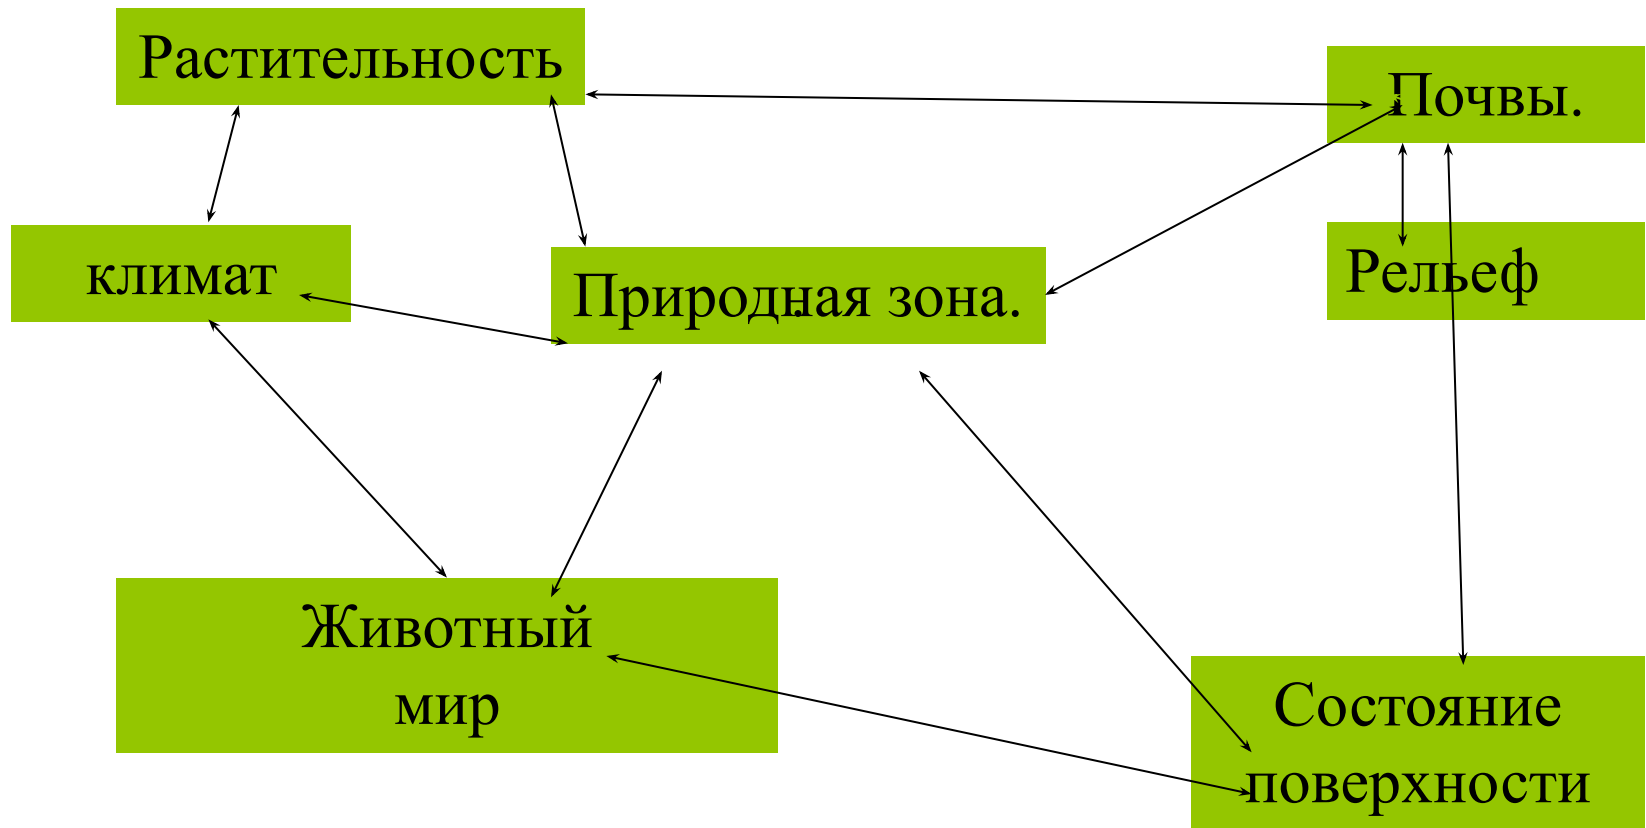 Растительность
Почвы.
климат
Природная зона.
Рельеф
Животный
мир
Состояние
поверхности